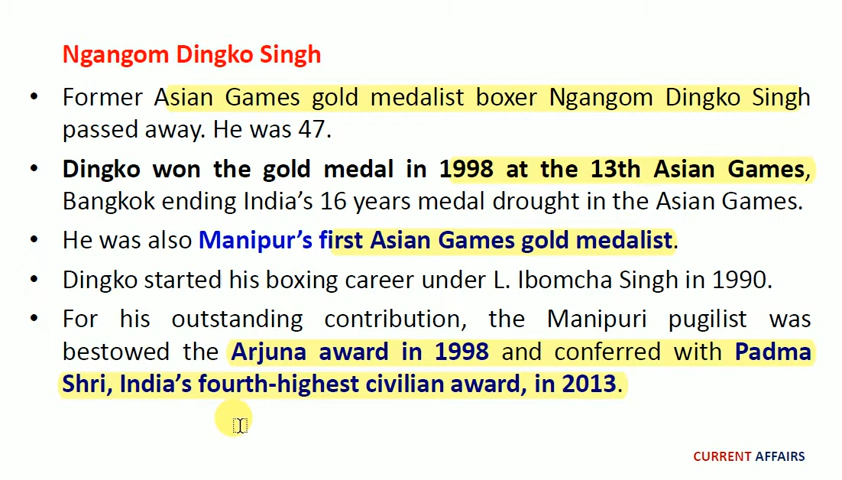 Ngangom Dingko Singh
• Former Asian Games gold medalist boxer Ngangom Dingko Singh
passed away. He was 47.
• Dingko won the gold medal in 1998 at the 13th Asian Games,
Bangkok ending India’s 16 years medal drought in the Asian Games.
• He was also Manipur’s first Asian Games gold medalist.
• Dingko started his boxing career under L. Ibomcha Singh in 1990.
• For his outstanding contribution, the Manipuri pugilist was
bestowed the Arjuna award in 1998 and conferred with Padma
Shri, India’s fourth-highest civilian award, in 2013.
CURRENT AFFAIRS